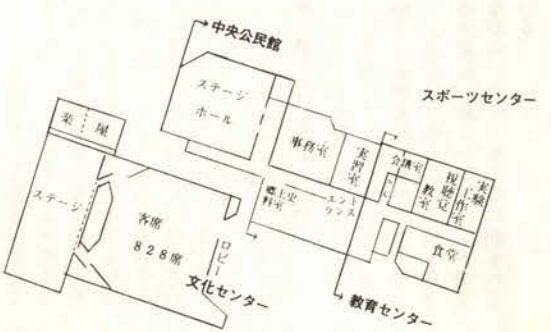 中央公民館
スポーツセンター
ステージ
ホール
楽屋
事務室
実習室
会議室
視聴覚
教室
実験
工作室
ステージ
客席
828席
ロビー
郷土史
料室
エント
ランス
食堂
文化センター
教育センター